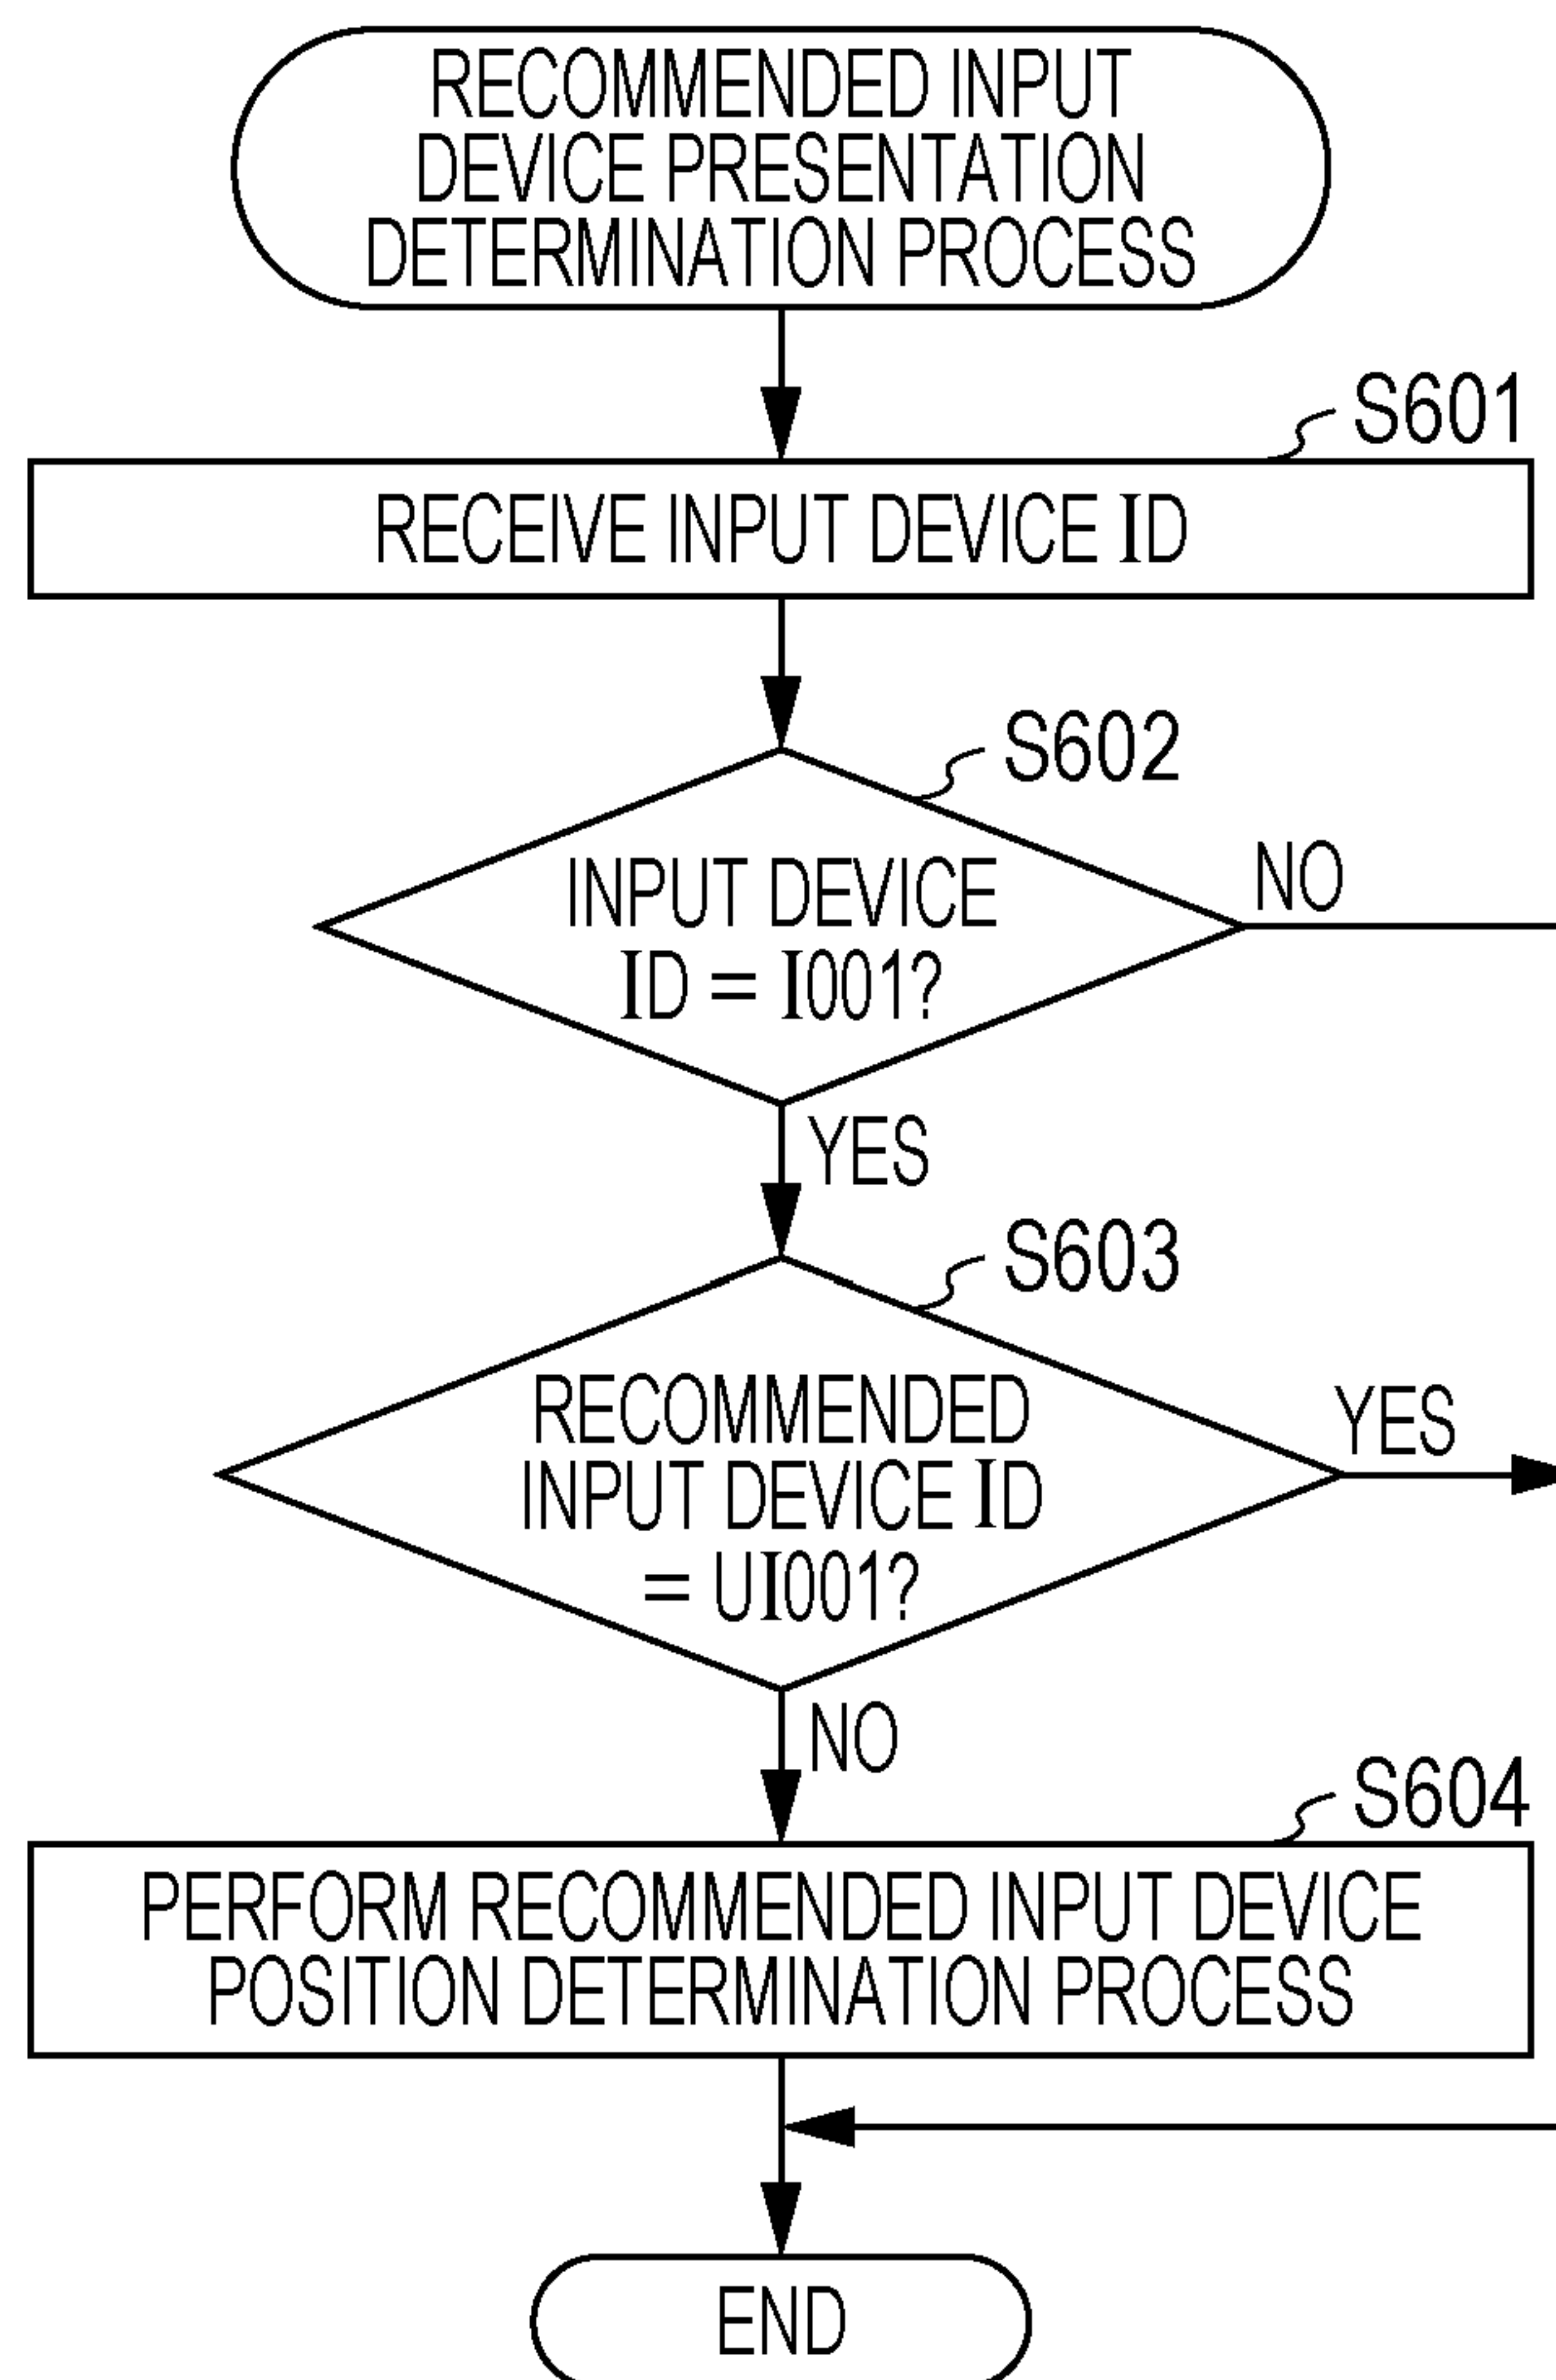 RECOMMENDED INPUT
DEVICE PRESENTATION
DETERMINATION PROCESS
S601
RECEIVE INPUT DEVICE ID
S602
INPUT DEVICE
ID = I001?
NO
YES
S603
RECOMMENDED
INPUT DEVICE ID
= UI001?
YES
NO
S604
PERFORM RECOMMENDED INPUT DEVICE
POSITION DETERMINATION PROCESS
END